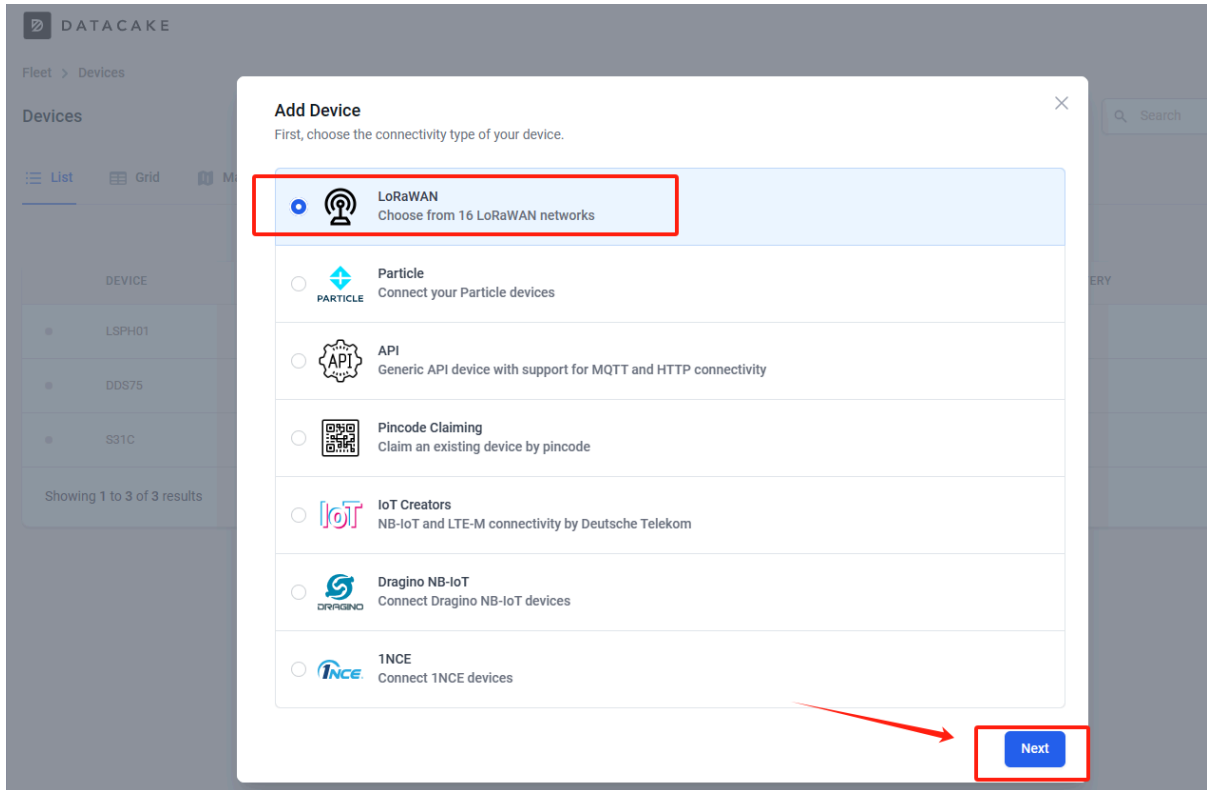 DATACAKE
Fleet > Devices
Devices
Search
List
Grid
Ma
DEVICE
ERY
LSPH01
DDS75
S31C
Showing 1 to 3 of 3 results
Add Device
First, choose the connectivity type of your device.
LoRaWAN
Choose from 16 LoRaWAN networks
PARTICLE
Particle
Connect your Particle devices
API
API
Generic API device with support for MQTT and HTTP connectivity
Pincode Claiming
Claim an existing device by pincode
IoT
IoT Creators
NB-IoT and LTE-M connectivity by Deutsche Telekom
DRAGINO
Dragino NB-IoT
Connect Dragino NB-IoT devices
1NCE
1NCE
Connect 1NCE devices
Next